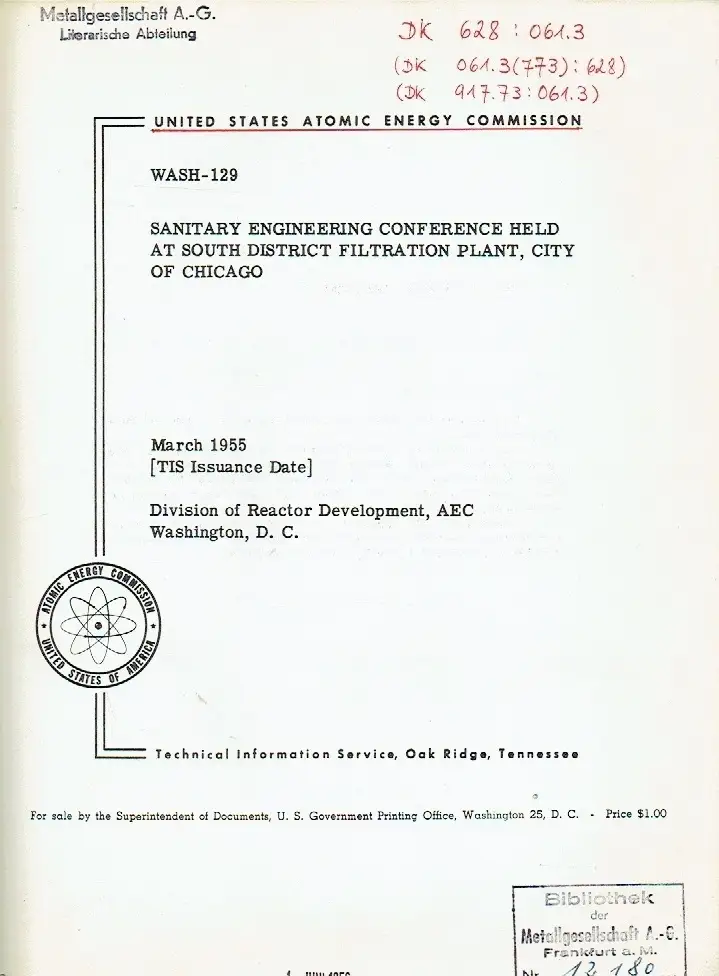 Metallgesellschaft A.-G.
Literarische Abteilung
DK 628 : 061.3
(DK 061.3(773): 628)
(DK 917.73:061.3)
UNITED STATES ATOMIC ENERGY COMMISSION
WASH-129
SANITARY ENGINEERING CONFERENCE HELD
AT SOUTH DISTRICT FILTRATION PLANT, CITY
OF CHICAGO
March 1955
[TIS Issuance Date]
Division of Reactor Development, AEC
Washington, D. C.
ATOMIC ENERGY COMMISSION
UNITED STATES OF AMERICA
Technical Information Service, Oak Ridge, Tennessee
For sale by the Superintendent of Documents, U. S. Government Printing Office, Washington 25, D. C. - Price $1.00
Bibliothek
der
Metallgesellschaft A.-G.
Frankfurt a. M.
Nr. 12 180